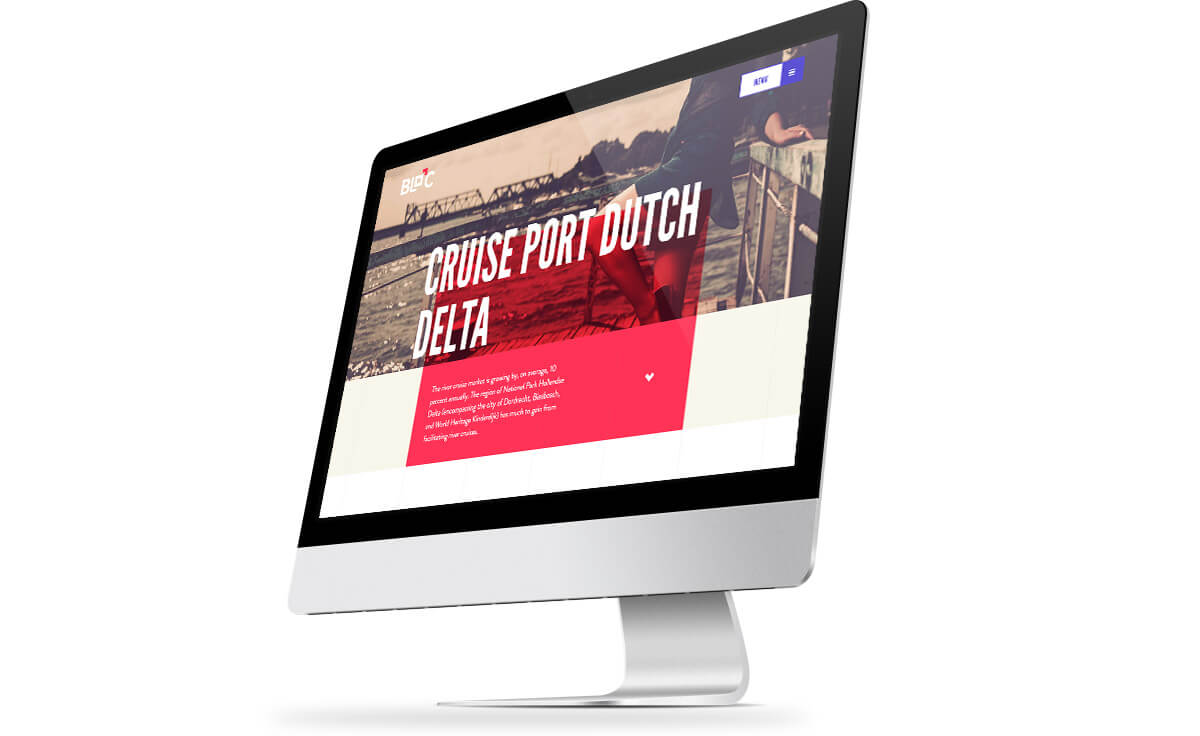 MENU
BLOC
CRUISE PORT DUTCH
DELTA
The river cruise market is growing by, on average, 10
percent annually. The region of National Park Hollandse
Delta (encompassing the city of Dordrecht, Biesbosch,
and World Heritage Kinderdijk) has much to gain from
facilitating river cruises.